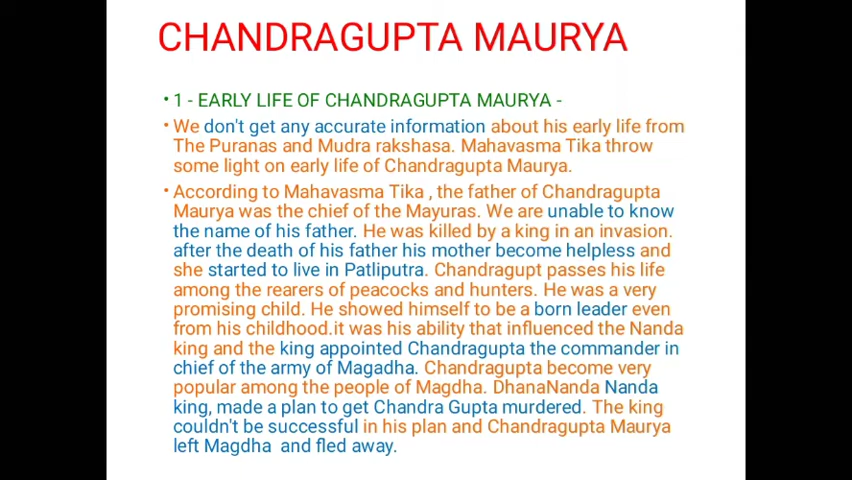 CHANDRAGUPTA MAURYA
• 1 - EARLY LIFE OF CHANDRAGUPTA MAURYA -
• We don't get any accurate information about his early life from
The Puranas and Mudra rakshasa. Mahavasma Tika throw
some light on early life of Chandragupta Maurya.
• According to Mahavasma Tika , the father of Chandragupta
Maurya was the chief of the Mayuras. We are unable to know
the name of his father. He was killed by a king in an invasion.
after the death of his father his mother become helpless and
she started to live in Patliputra. Chandragupt passes his life
among the rearers of peacocks and hunters. He was a very
promising child. He showed himself to be a born leader even
from his childhood.it was his ability that influenced the Nanda
king and the king appointed Chandragupta the commander in
chief of the army of Magadha. Chandragupta become very
popular among the people of Magdha. DhanaNanda Nanda
king, made a plan to get Chandra Gupta murdered. The king
couldn't be successful in his plan and Chandragupta Maurya
left Magdha  and fled away.